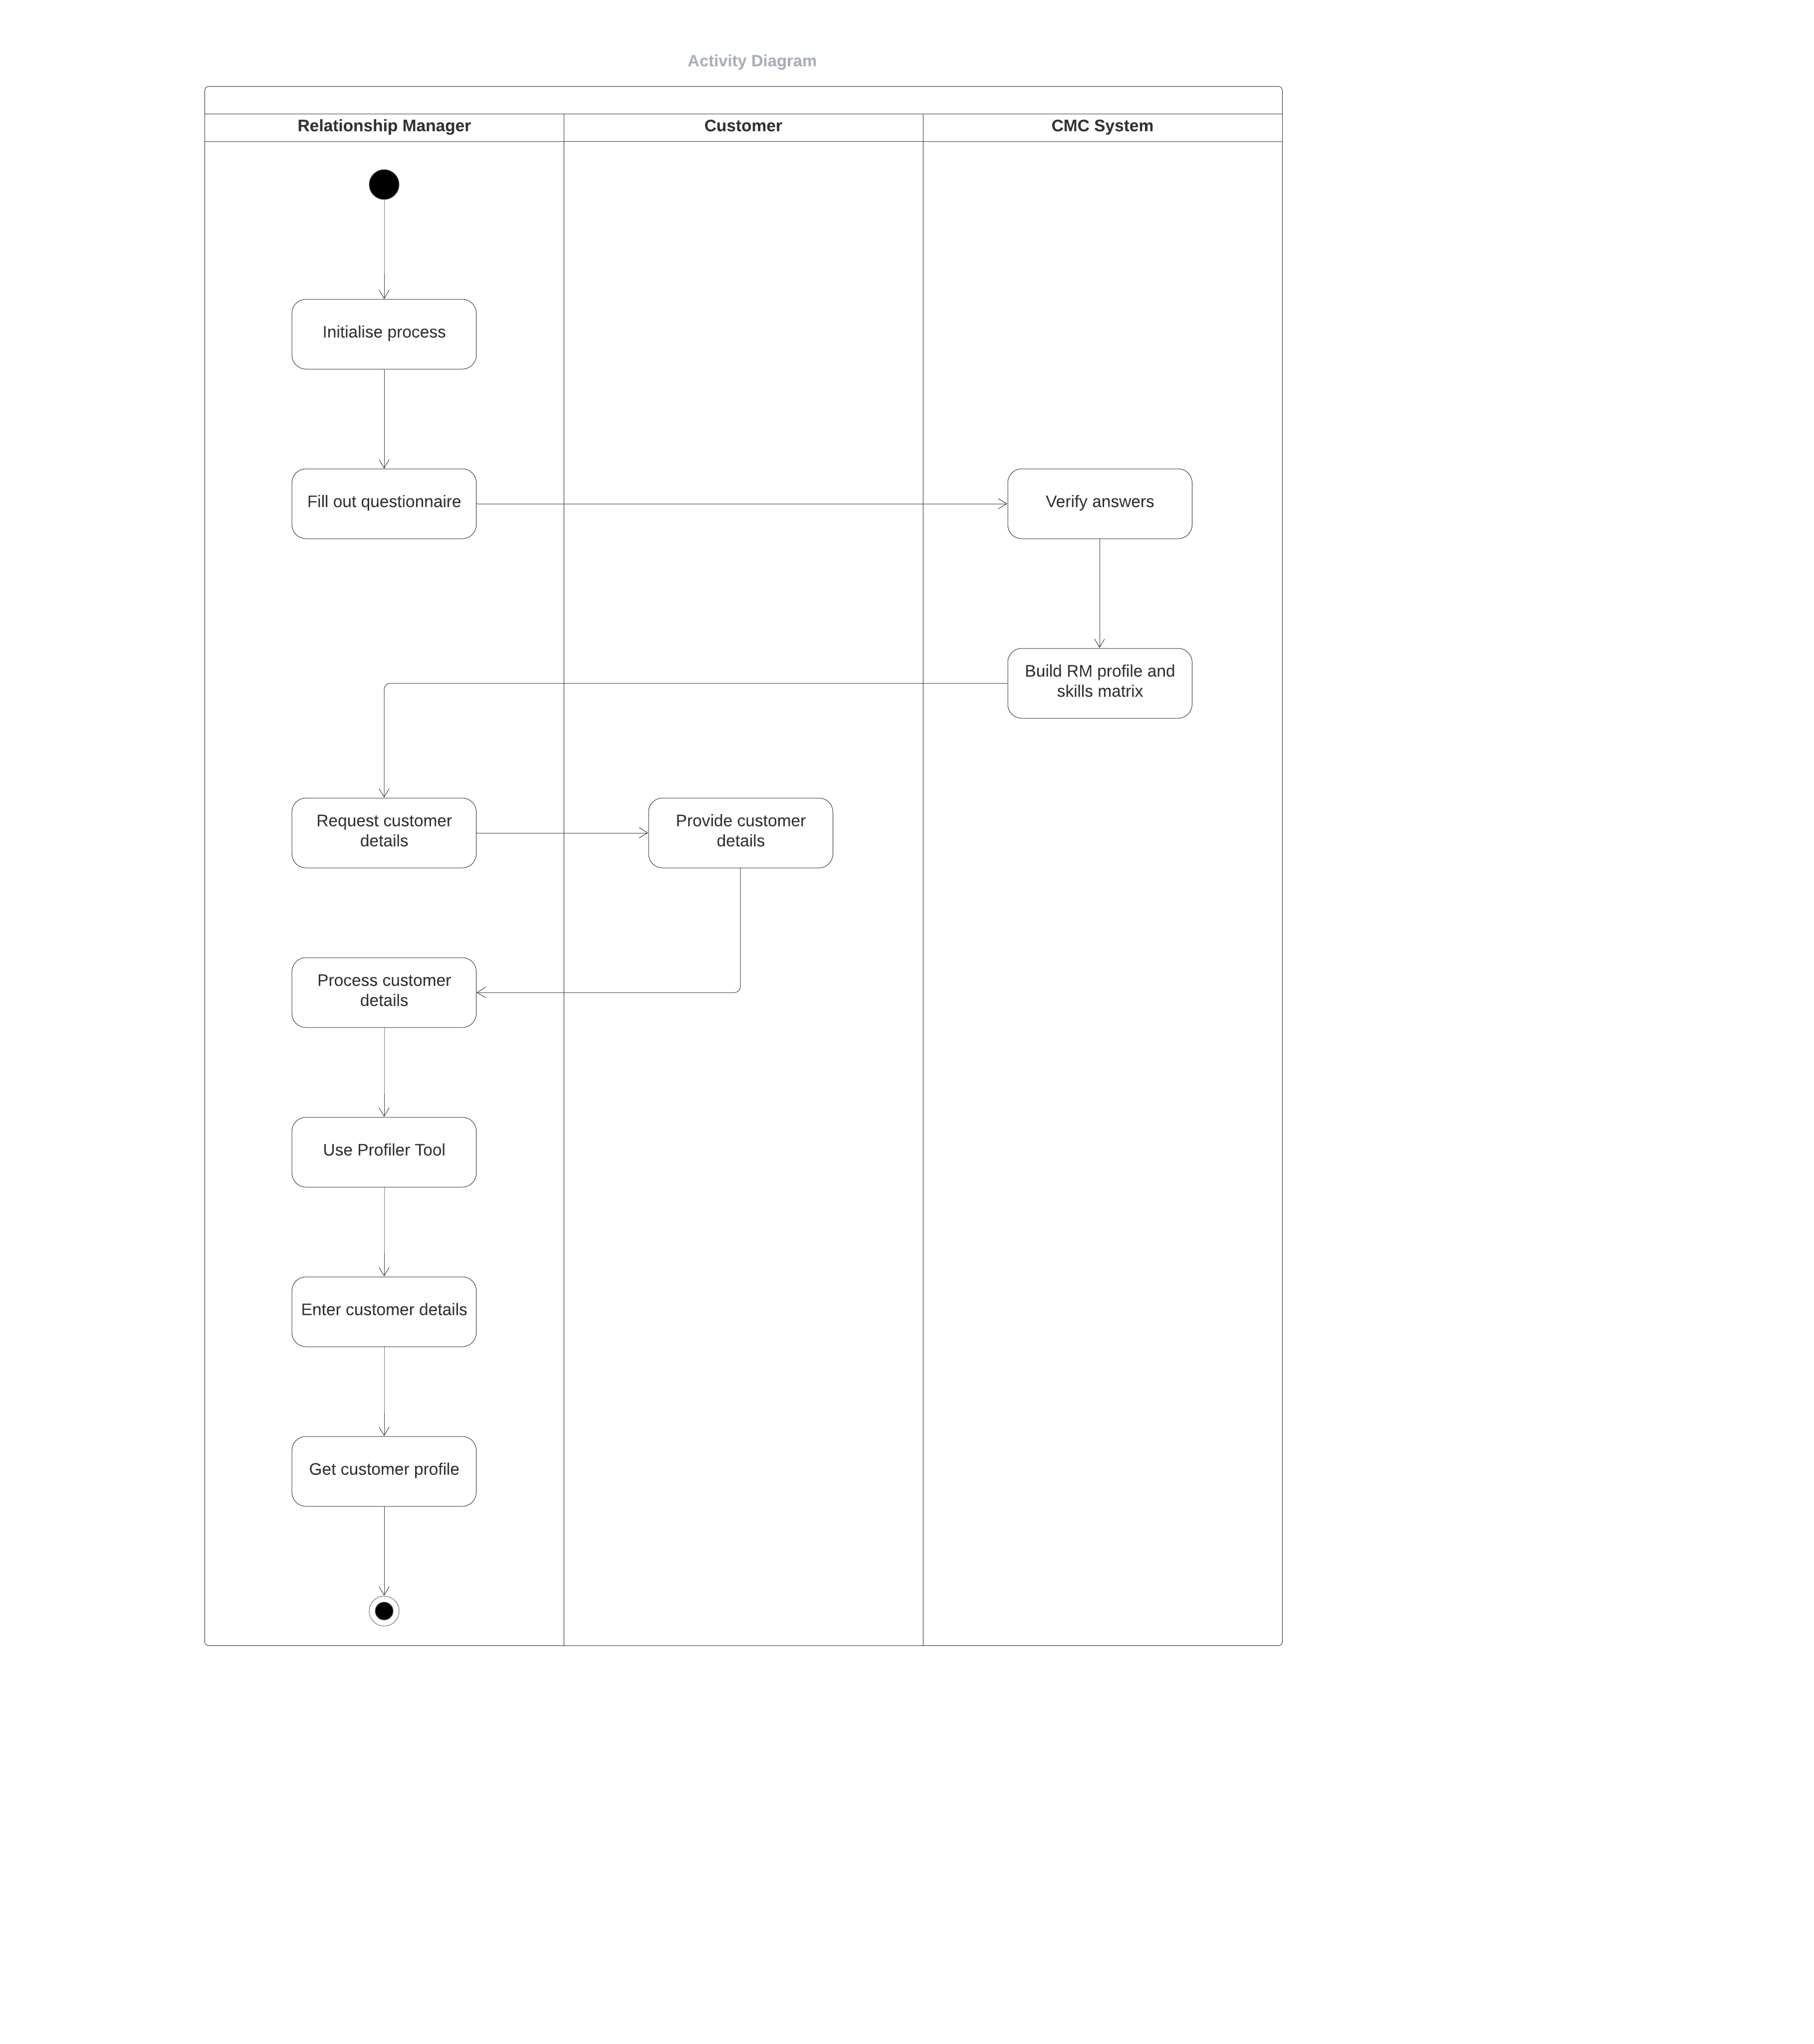 Activity Diagram
Relationship Manager
Customer
CMC System
Initialise process
Fill out questionnaire
Verify answers
Build RM profile and
skills matrix
Request customer
details
Provide customer
details
Process customer
details
Use Profiler Tool
Enter customer details
Get customer profile